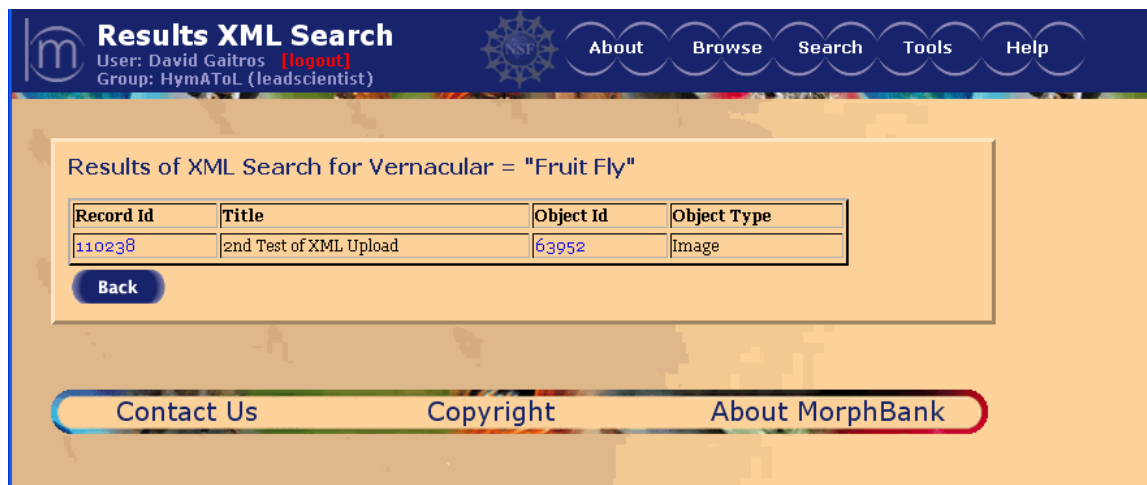 m
Results XML Search
User: David Gaitros [logout]
Group: HymAToL (leadscientist)
NSF
About Browse Search Tools Help
Results of XML Search for Vernacular = "Fruit Fly"
Record Id Title Object Id Object Type
110238 2nd Test of XML Upload 63952 Image
Back
Contact Us Copyright About MorphBank